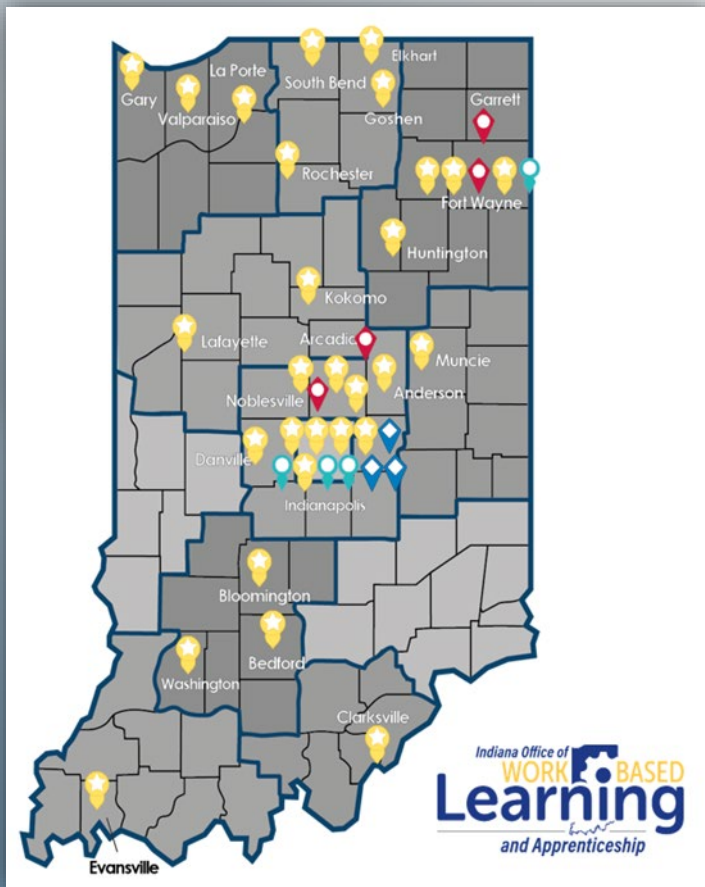 Elkhart
South Bend
La Porte
Gary
Valparaiso
Goshen
Garrett
Rochester
Fort Wayne
Huntington
Kokomo
Lafayette
Arcadia
Muncie
Anderson
Noblesville
Danville
Indianapolis
Bloomington
Bedford
Washington
Clarksville
Evansville
Indiana Office of
WORK BASED
Learning
and Apprenticeship